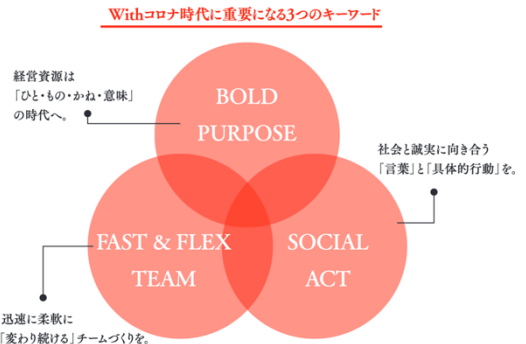 Withコロナ時代に重要になる3つのキーワード
経営資源は
「ひと・もの・かね・意味」
の時代へ。
BOLD
PURPOSE
社会と誠実に向き合う
「言葉」と「具体的行動」を。
FAST & FLEX
TEAM
SOCIAL
ACT
迅速に柔軟に
「変わり続ける」チームづくりを。